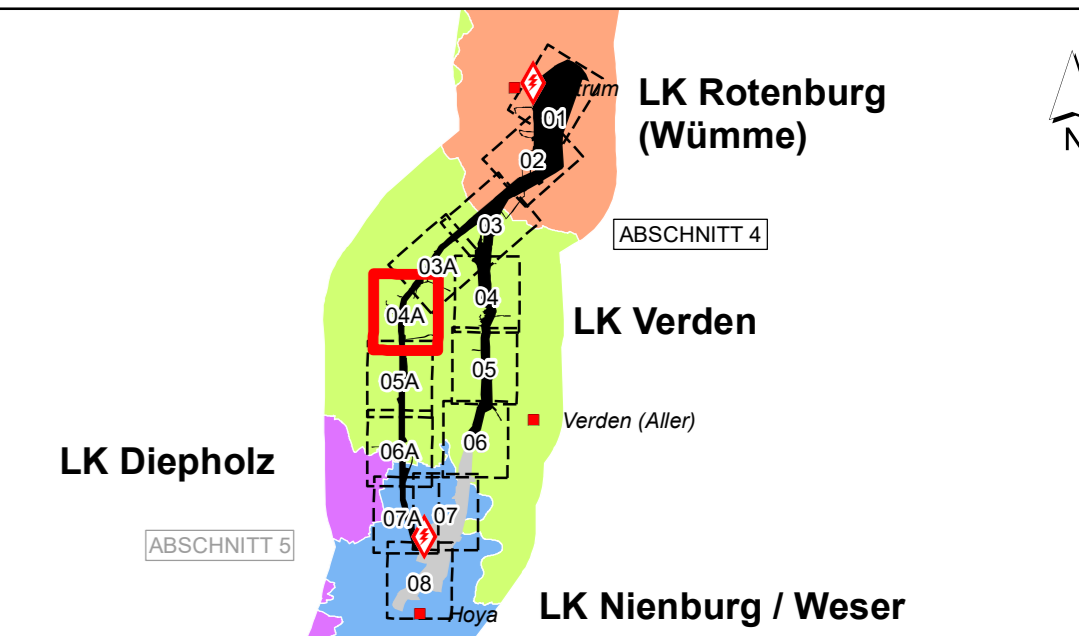 LK Rotenburg
(Wümme)
01
02
ABSCHNITT 4
03
03A
04
04A
LK Verden
05
05A
Verden (Aller)
06
06A
LK Diepholz
07A
07
ABSCHNITT 5
08
Hoya
LK Nienburg / Weser
N